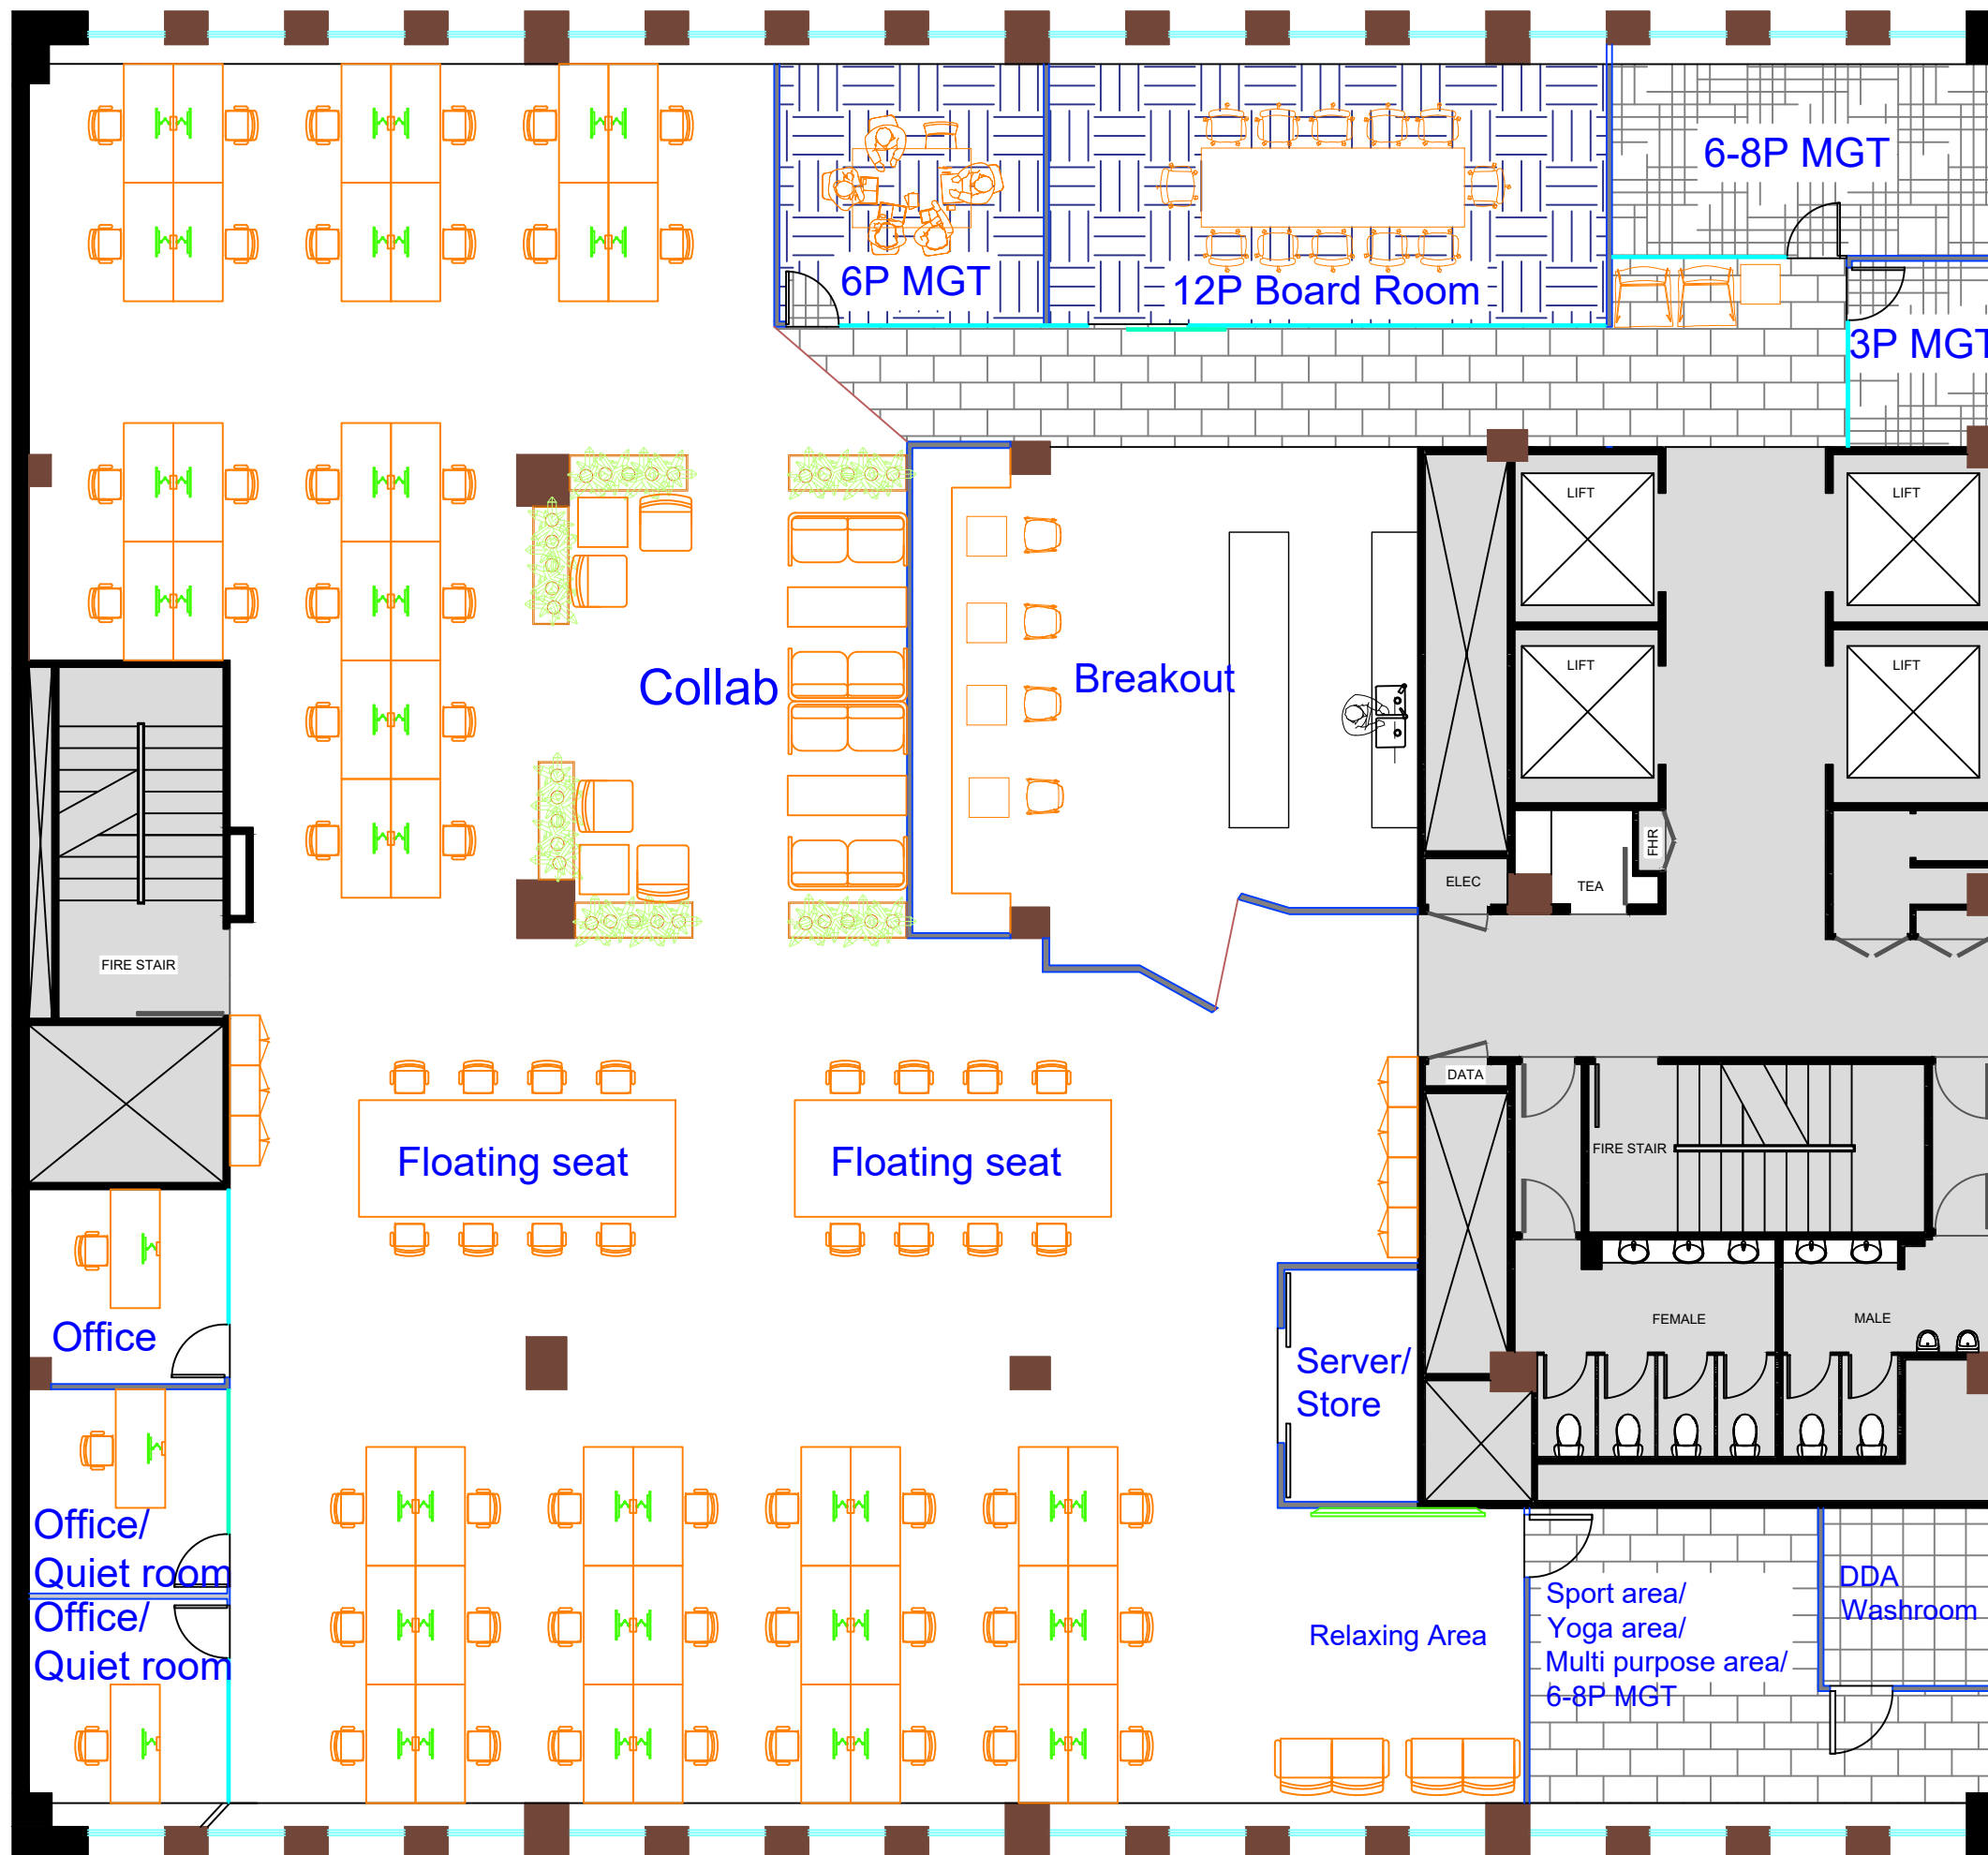 6-8P MGT
6P MGT
12P Board Room
3P MGT
LIFT
LIFT
LIFT
LIFT
Collab
Breakout
FHR
ELEC
TEA
FIRE STAIR
DATA
FIRE STAIR
Floating seat
Floating seat
Office
FEMALE
MALE
Server/
Store
Office/
Quiet room
Office/
Quiet room
Relaxing Area
Sport area/
Yoga area/
Multi purpose area/
6-8P MGT
DDA
Washroom